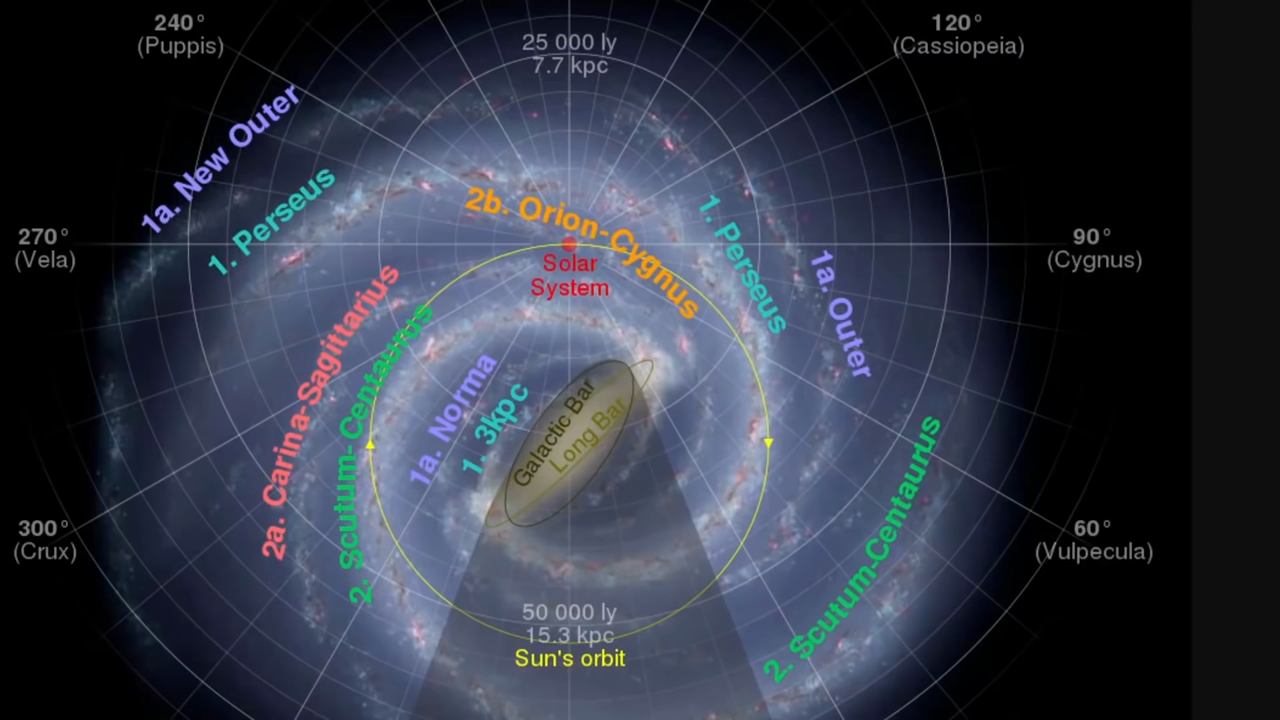 240°
(Puppis)
120°
(Cassiopeia)
25 000 ly
7.7 kpc
1a. New Outer
1. Perseus
2b. Orion-Cygnus
1. Perseus
270°
(Vela)
90°
(Cygnus)
Solar
System
1a. Outer
2a. Carina-Sagittarius
2. Scutum-Centaurus
1a. Norma
1. 3kpc
Galactic Bar
Long Bar
2. Scutum-Centaurus
300°
(Crux)
60°
(Vulpecula)
50 000 ly
15.3 kpc
Sun's orbit